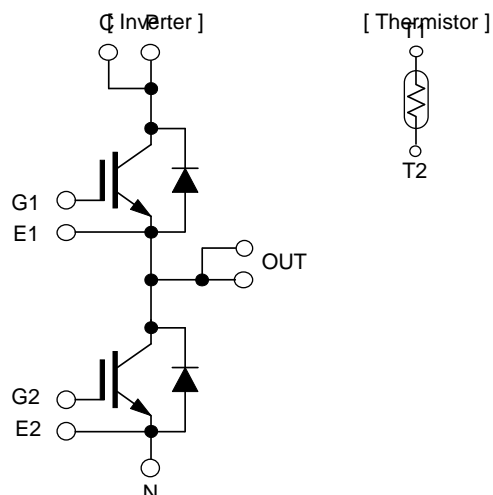 [ Inverter ]
[ Thermistor ]
C
P
T1
T2
G1
E1
OUT
G2
E2
N